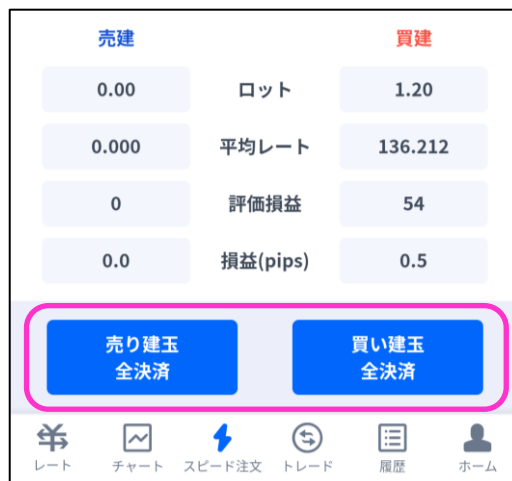 売建 買建
0.00 ロット 1.20
0.000 平均レート 136.212
0 評価損益 54
0.0 損益(pips) 0.5
売り建玉 買い建玉
全決済 全決済
レート チャート スピード注文 トレード 履歴 ホーム